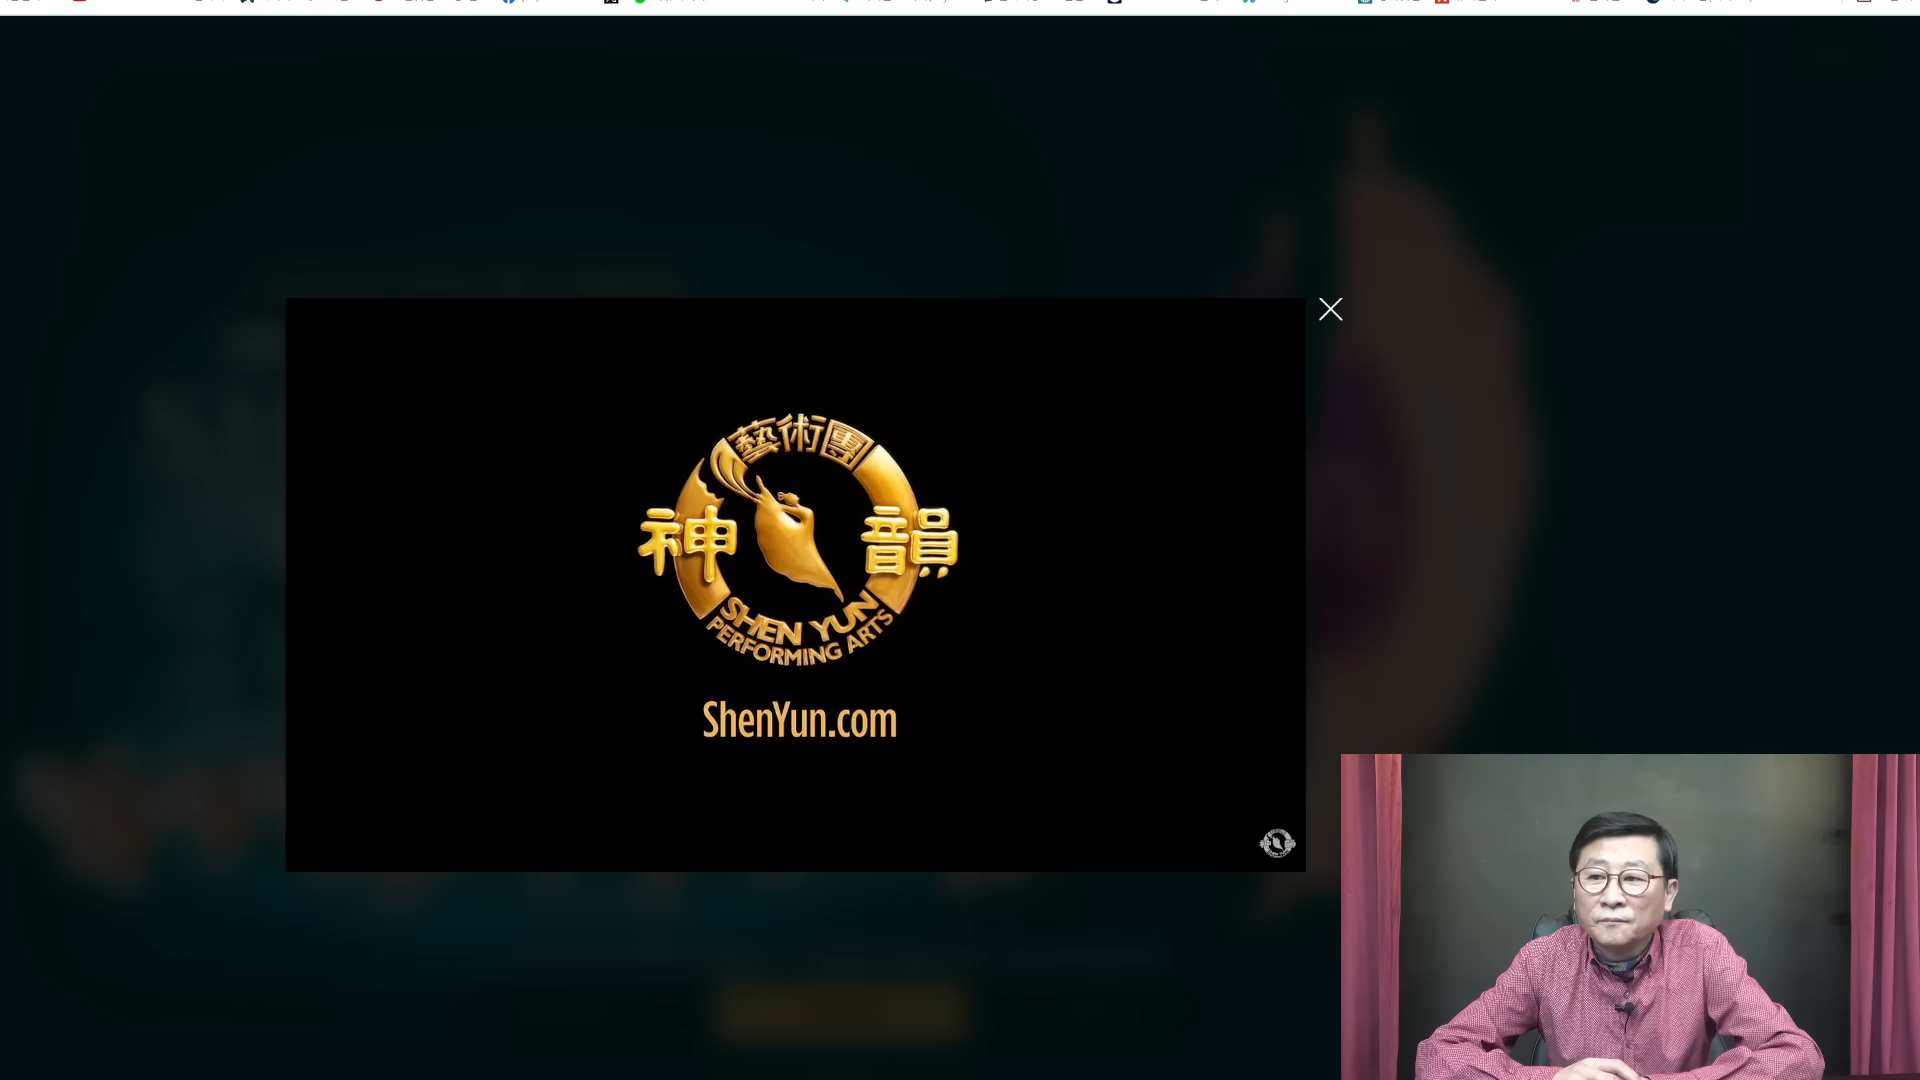 藝術團
神 韻
SHEN YUN
PERFORMING ARTS
ShenYun.com